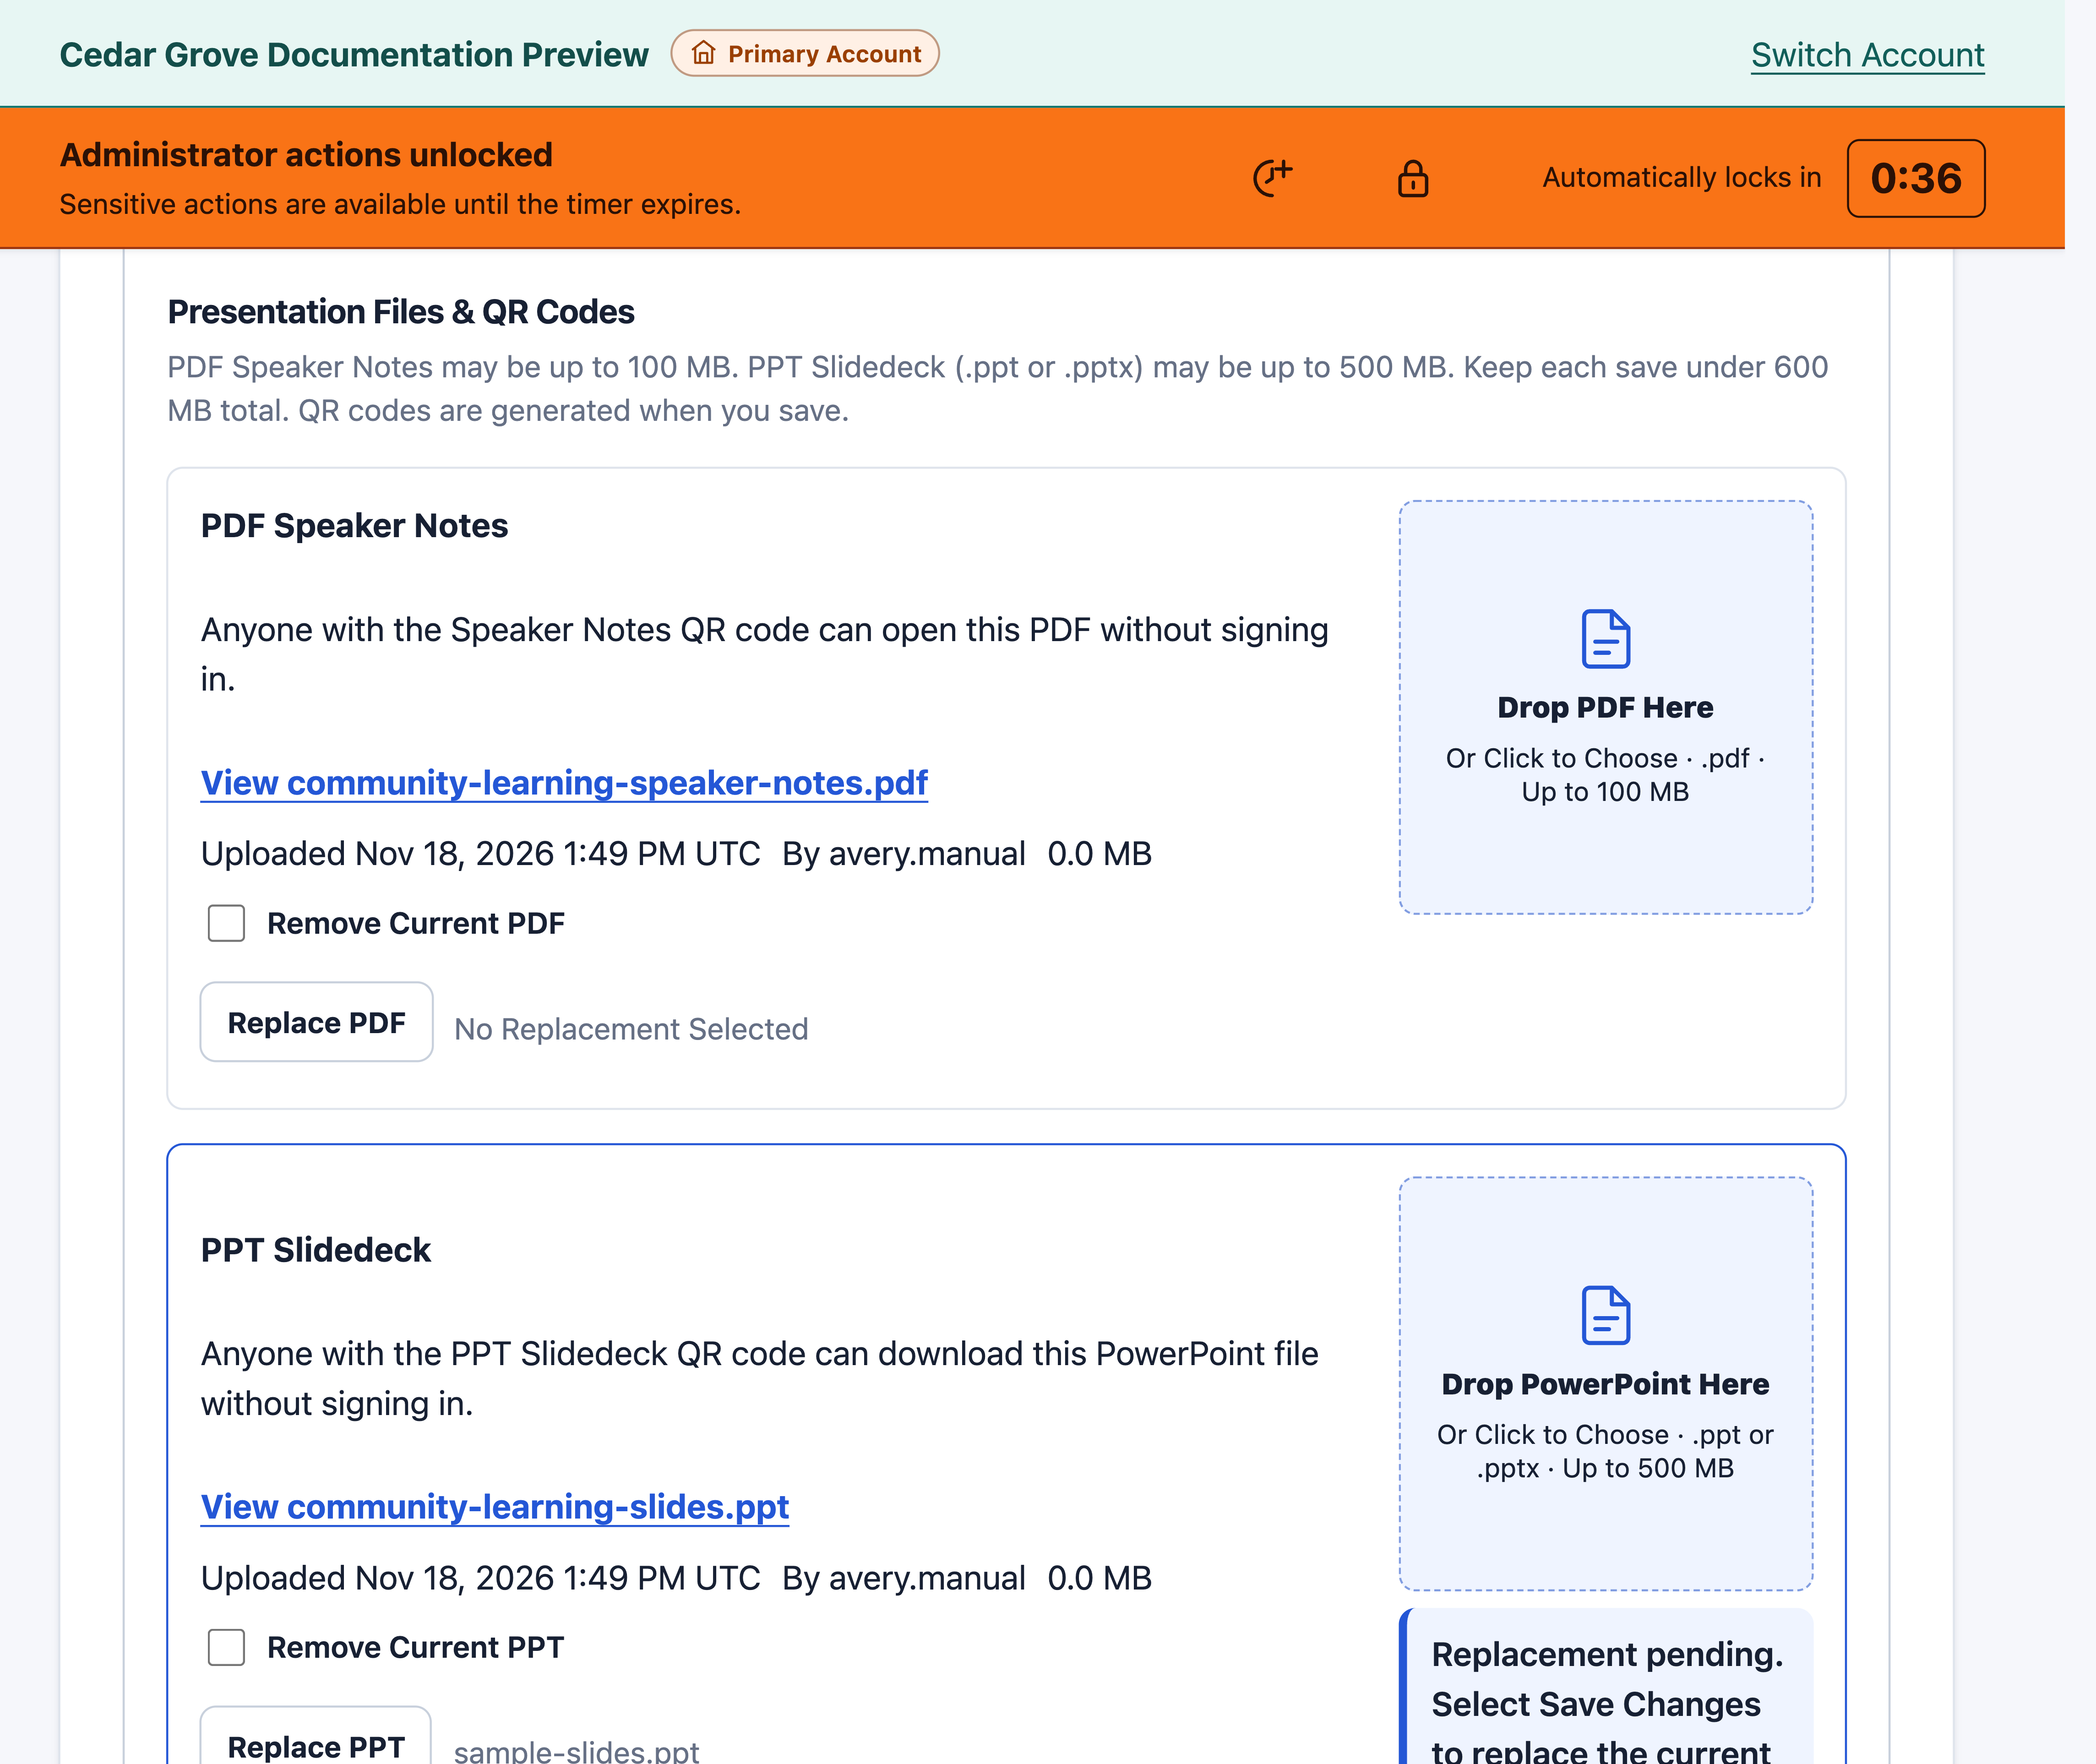 Cedar Grove Documentation Preview
Primary Account
Switch Account
Administrator actions unlocked
Sensitive actions are available until the timer expires.
Automatically locks in
0:36
Presentation Files & QR Codes
PDF Speaker Notes may be up to 100 MB. PPT Slidedeck (.ppt or .pptx) may be up to 500 MB. Keep each save under 600
MB total. QR codes are generated when you save.
PDF Speaker Notes
Anyone with the Speaker Notes QR code can open this PDF without signing
in.
View community-learning-speaker-notes.pdf
Uploaded Nov 18, 2026 1:49 PM UTC By avery.manual 0.0 MB
Remove Current PDF
Replace PDF
No Replacement Selected
Drop PDF Here
Or Click to Choose · .pdf ·
Up to 100 MB
PPT Slidedeck
Anyone with the PPT Slidedeck QR code can download this PowerPoint file
without signing in.
View community-learning-slides.ppt
Uploaded Nov 18, 2026 1:49 PM UTC By avery.manual 0.0 MB
Remove Current PPT
Replace PPT
sample-slides.ppt
Drop PowerPoint Here
Or Click to Choose · .ppt or
.pptx · Up to 500 MB
Replacement pending.
Select Save Changes
to replace the current